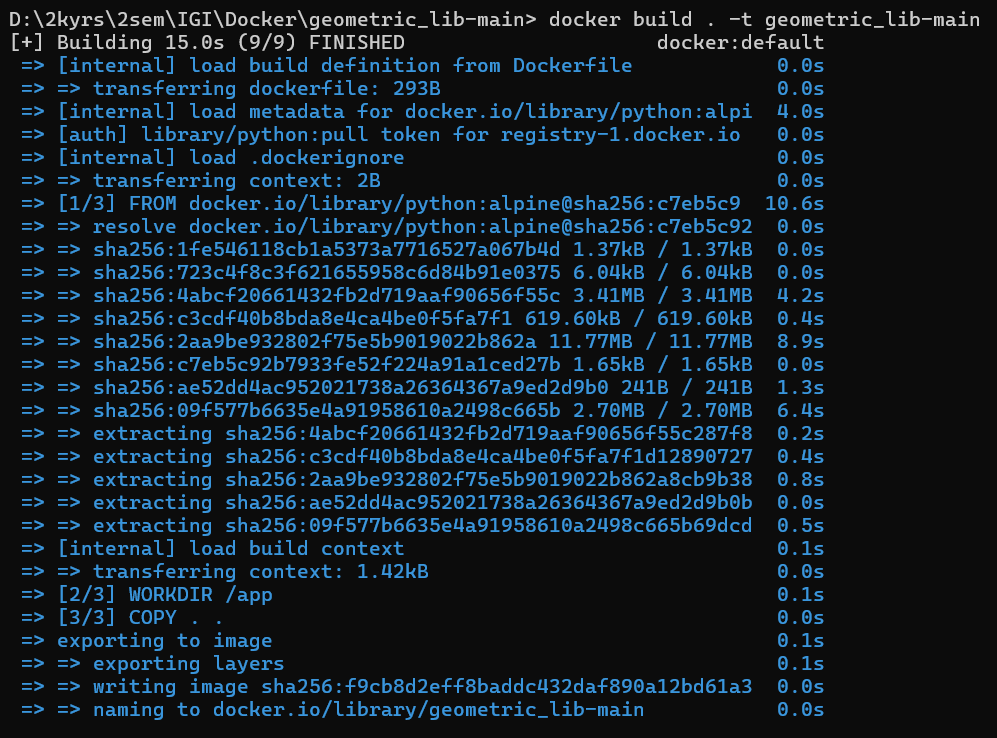 D:\2kyrs\2sem\IGI\Docker\geometric_lib-main> docker build . -t geometric_lib-main
[+] Building 15.0s (9/9) FINISHED docker:default
=> [internal] load build definition from Dockerfile 0.0s
=> => transferring dockerfile: 293B 0.0s
=> [internal] load metadata for docker.io/library/python:alpi 4.0s
=> [auth] library/python:pull token for registry-1.docker.io 0.0s
=> [internal] load .dockerignore 0.0s
=> => transferring context: 2B 0.0s
=> [1/3] FROM docker.io/library/python:alpine@sha256:c7eb5c9 10.6s
=> => resolve docker.io/library/python:alpine@sha256:c7eb5c92 0.0s
=> => sha256:1fe546118cb1a5373a7716527a067b4d 1.37kB / 1.37kB 0.0s
=> => sha256:723c4f8c3f621655958c6d84b91e0375 6.04kB / 6.04kB 0.0s
=> => sha256:4abcf20661432fb2d719aaf90656f55c 3.41MB / 3.41MB 4.2s
=> => sha256:c3cdf40b8bda8e4ca4be0f5fa7f1 619.60kB / 619.60kB 0.4s
=> => sha256:2aa9be932802f75e5b9019022b862a 11.77MB / 11.77MB 8.9s
=> => sha256:c7eb5c92b7933fe52f224a91a1ced27b 1.65kB / 1.65kB 0.0s
=> => sha256:ae52dd4ac952021738a26364367a9ed2d9b0 241B / 241B 1.3s
=> => sha256:09f577b6635e4a91958610a2498c665b 2.70MB / 2.70MB 6.4s
=> => extracting sha256:4abcf20661432fb2d719aaf90656f55c287f8 0.2s
=> => extracting sha256:c3cdf40b8bda8e4ca4be0f5fa7f1d12890727 0.4s
=> => extracting sha256:2aa9be932802f75e5b9019022b862a8cb9b38 0.8s
=> => extracting sha256:ae52dd4ac952021738a26364367a9ed2d9b0b 0.0s
=> => extracting sha256:09f577b6635e4a91958610a2498c665b69dcd 0.5s
=> [internal] load build context 0.1s
=> => transferring context: 1.42kB 0.0s
=> [2/3] WORKDIR /app 0.1s
=> [3/3] COPY . . 0.0s
=> exporting to image 0.1s
=> => exporting layers 0.1s
=> => writing image sha256:f9cb8d2eff8baddc432daf890a12bd61a3 0.0s
=> => naming to docker.io/library/geometric_lib-main 0.0s